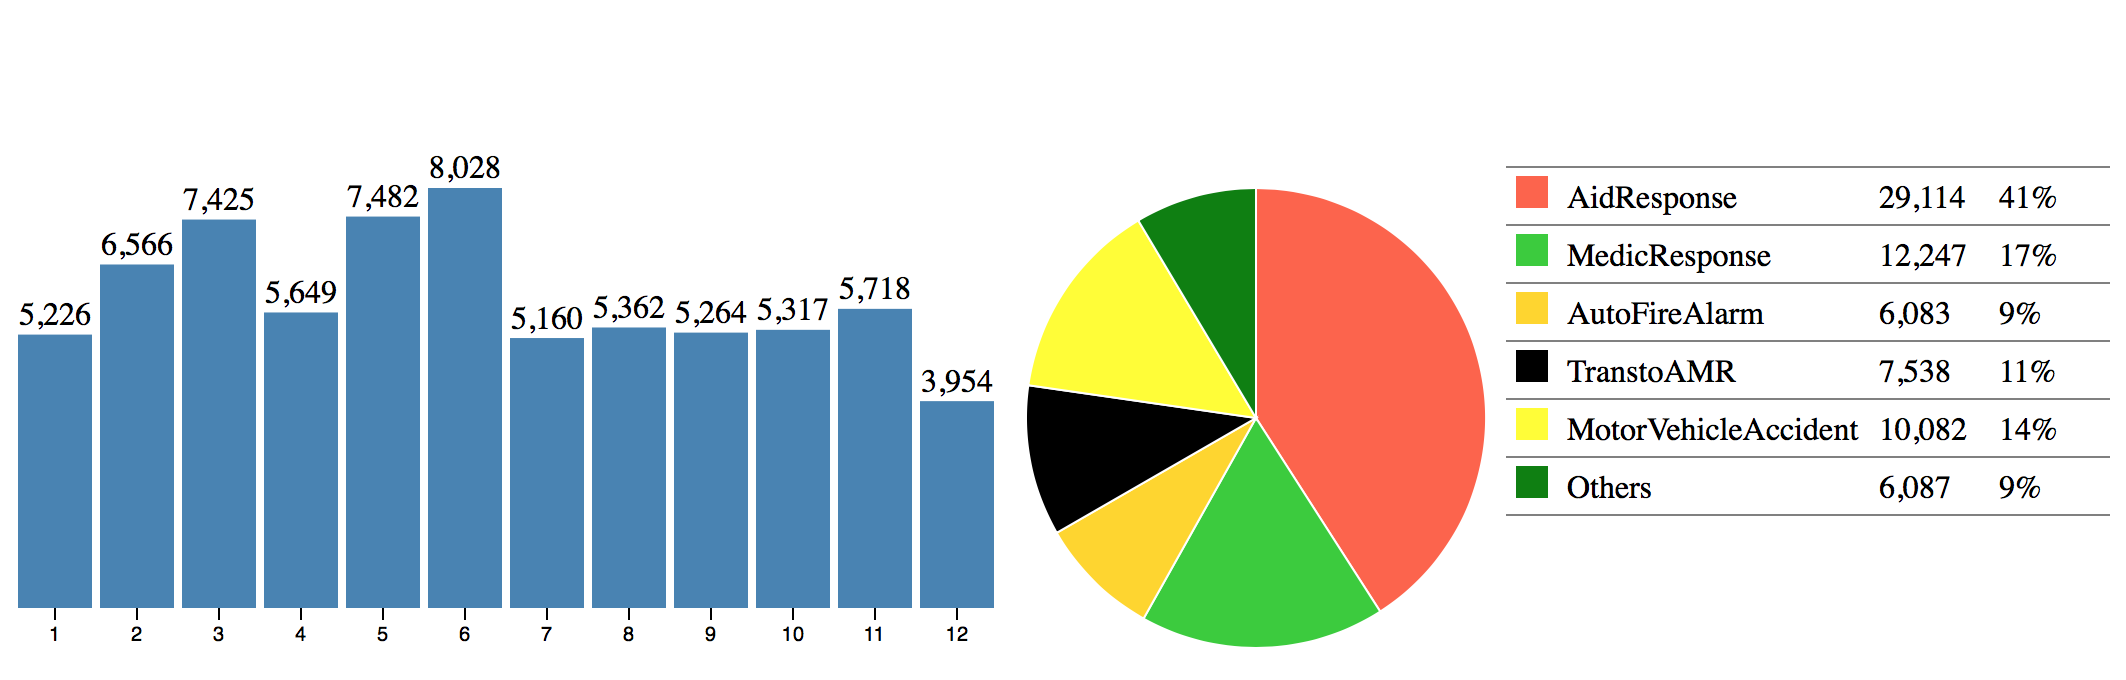 8,028
7,482
7,425
6,566
5,718
5,649
5,362
5,317
5,264
5,226
5,160
3,954
1 2 3 4 5 6 7 8 9 10 11 12
AidResponse 29,114 41%
MedicResponse 12,247 17%
AutoFireAlarm 6,083 9%
TranstoAMR 7,538 11%
MotorVehicleAccident 10,082 14%
Others 6,087 9%